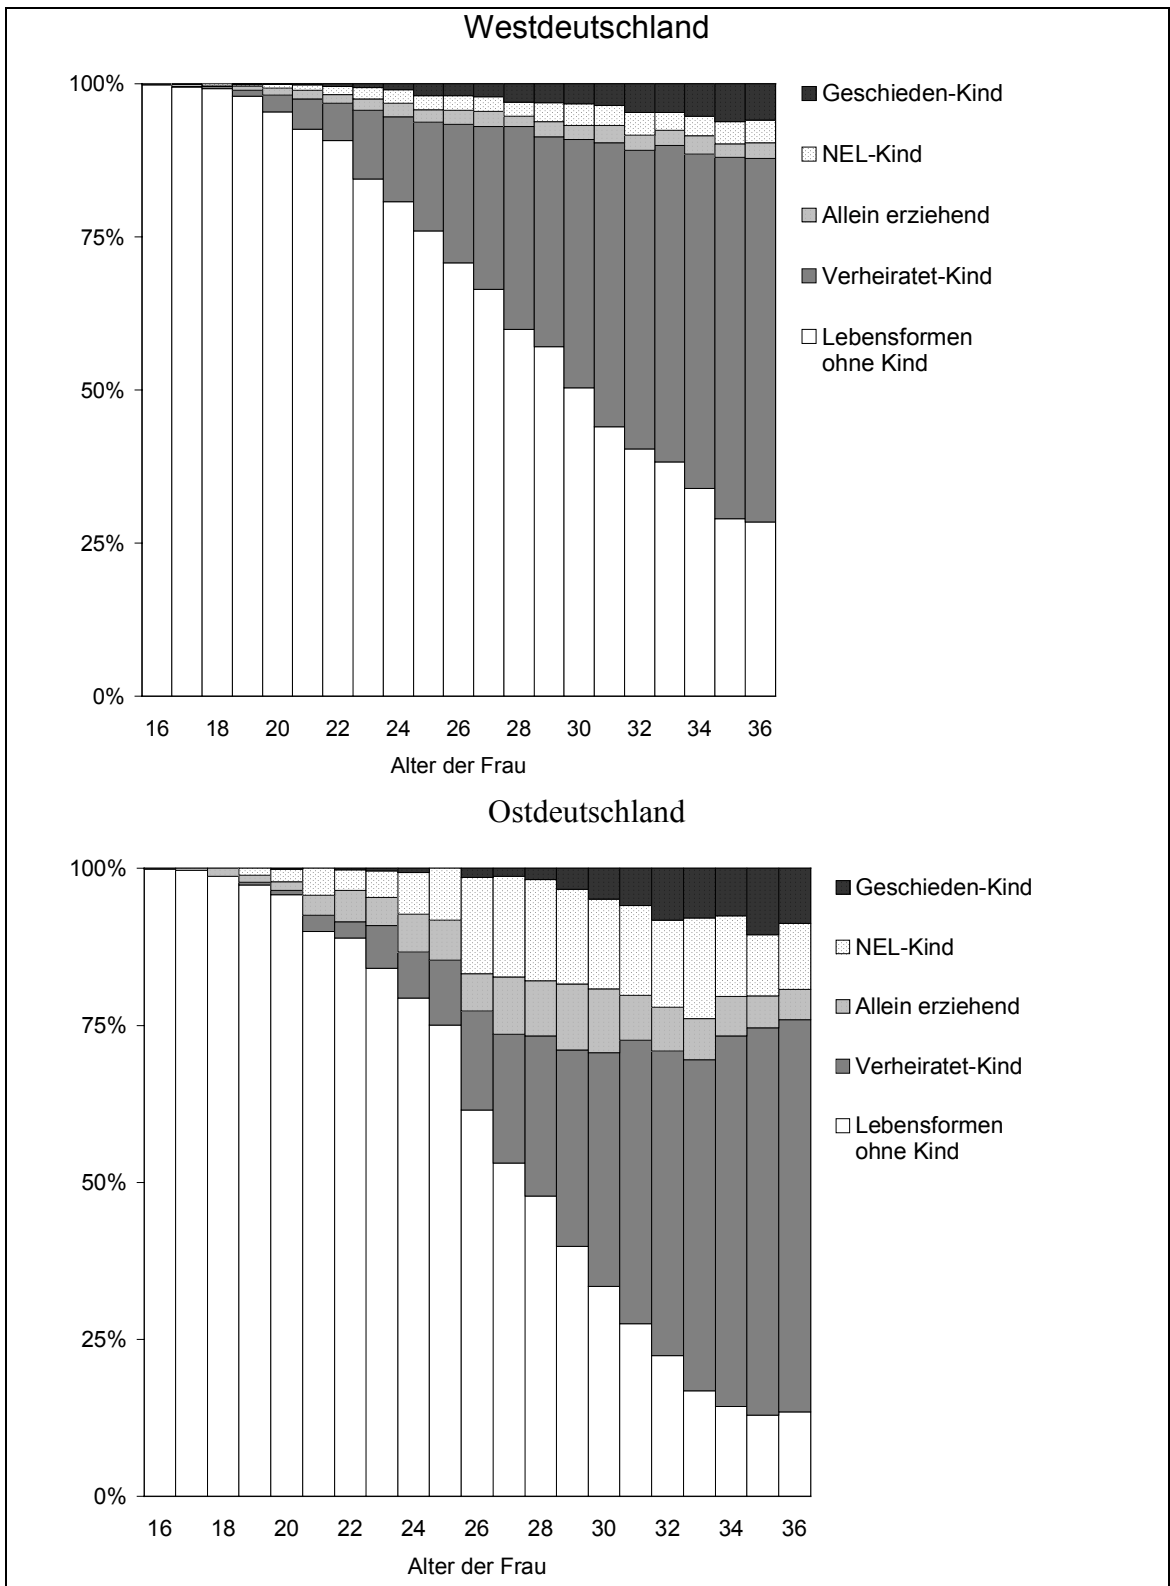 Westdeutschland
100%
75%
50%
25%
0%
16 18 20 22 24 26 28 30 32 34 36
Alter der Frau
Geschieden-Kind
NEL-Kind
Allein erziehend
Verheiratet-Kind
Lebensformen
ohne Kind
Ostdeutschland
100%
75%
50%
25%
0%
16 18 20 22 24 26 28 30 32 34 36
Alter der Frau
Geschieden-Kind
NEL-Kind
Allein erziehend
Verheiratet-Kind
Lebensformen
ohne Kind